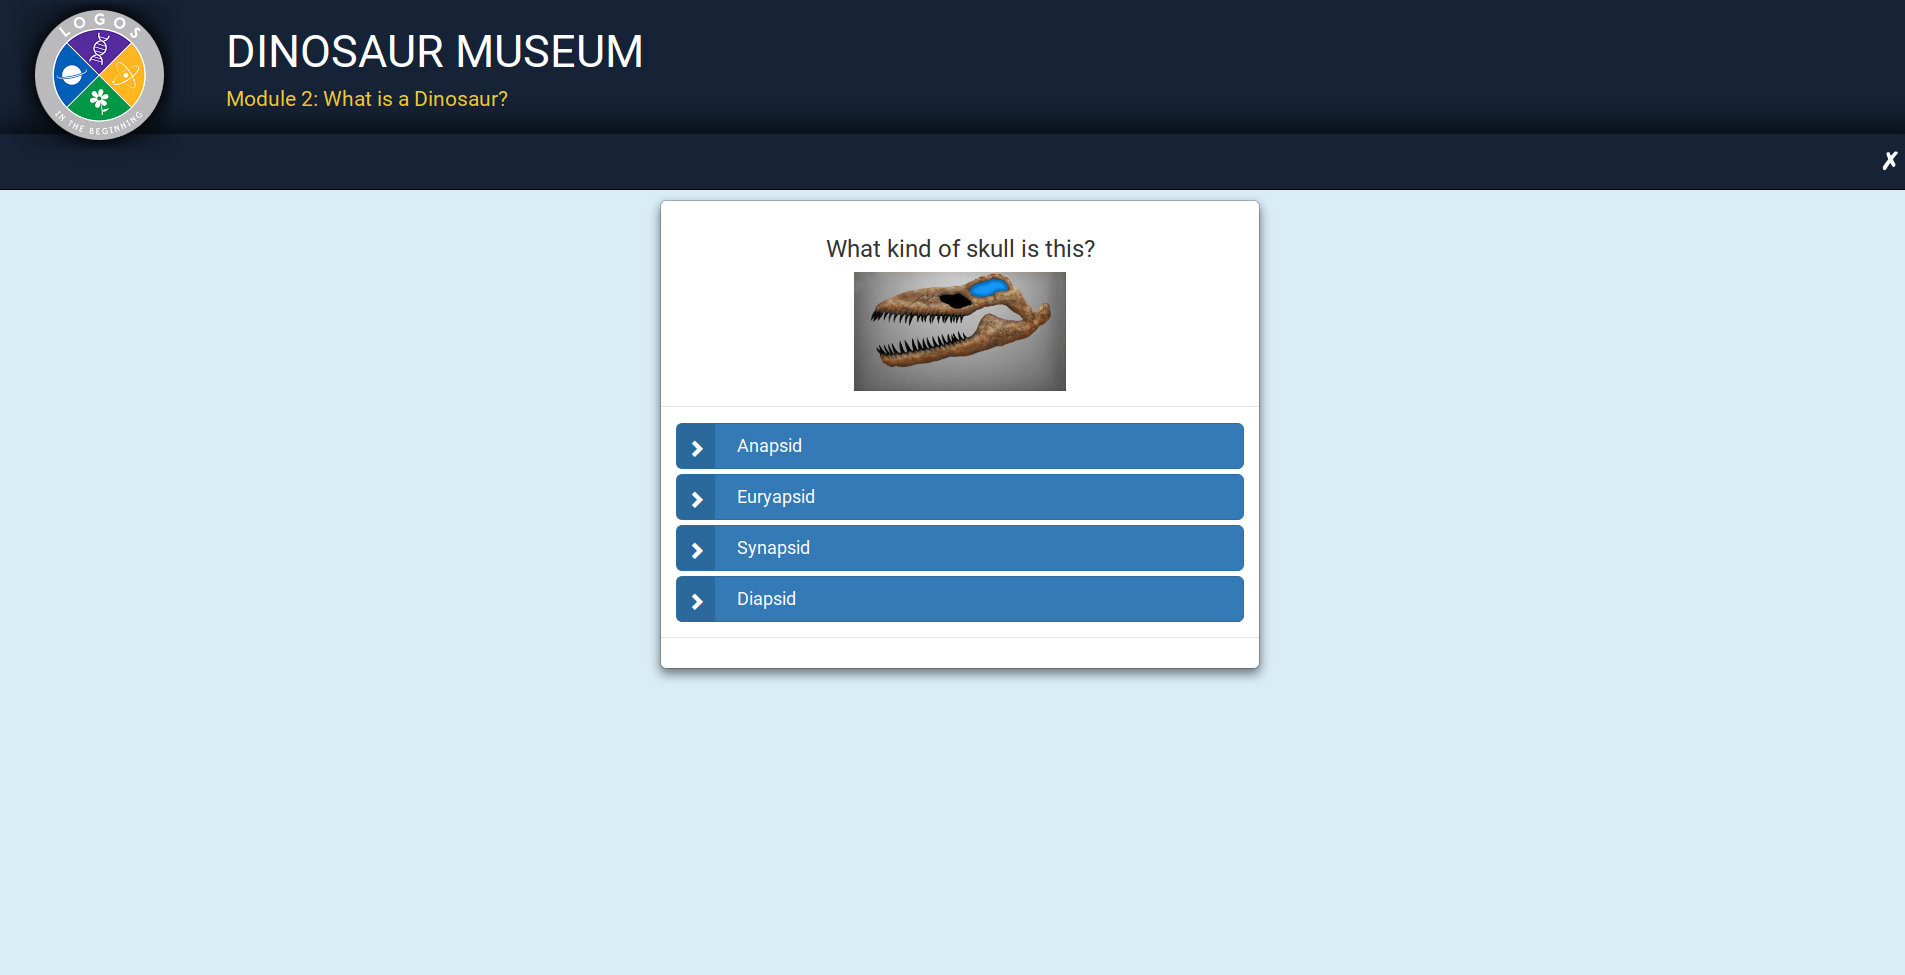 LOGOS
IN THE BEGINNING
DINOSAUR MUSEUM
Module 2: What is a Dinosaur?
✗
What kind of skull is this?
Anapsid
Euryapsid
Synapsid
Diapsid